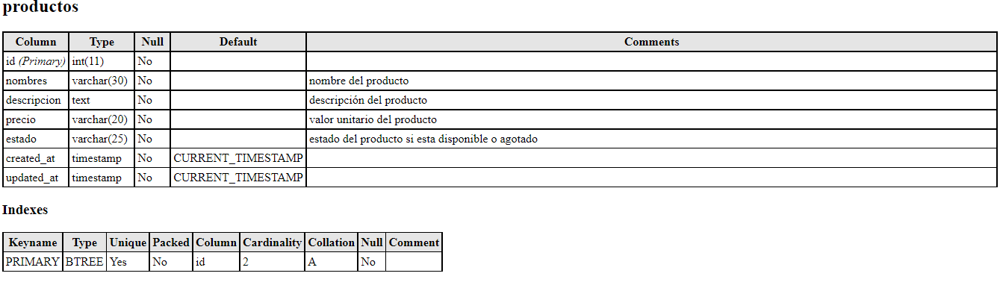 productos
Column Type Null Default Comments
id (Primary) int(11) No
nombres varchar(30) No nombre del producto
descripcion text No descripción del producto
precio varchar(20) No valor unitario del producto
estado varchar(25) No estado del producto si esta disponible o agotado
created_at timestamp No CURRENT_TIMESTAMP
updated_at timestamp No CURRENT_TIMESTAMP
Indexes
Keyname Type Unique Packed Column Cardinality Collation Null Comment
PRIMARY BTREE Yes No id 2 A No